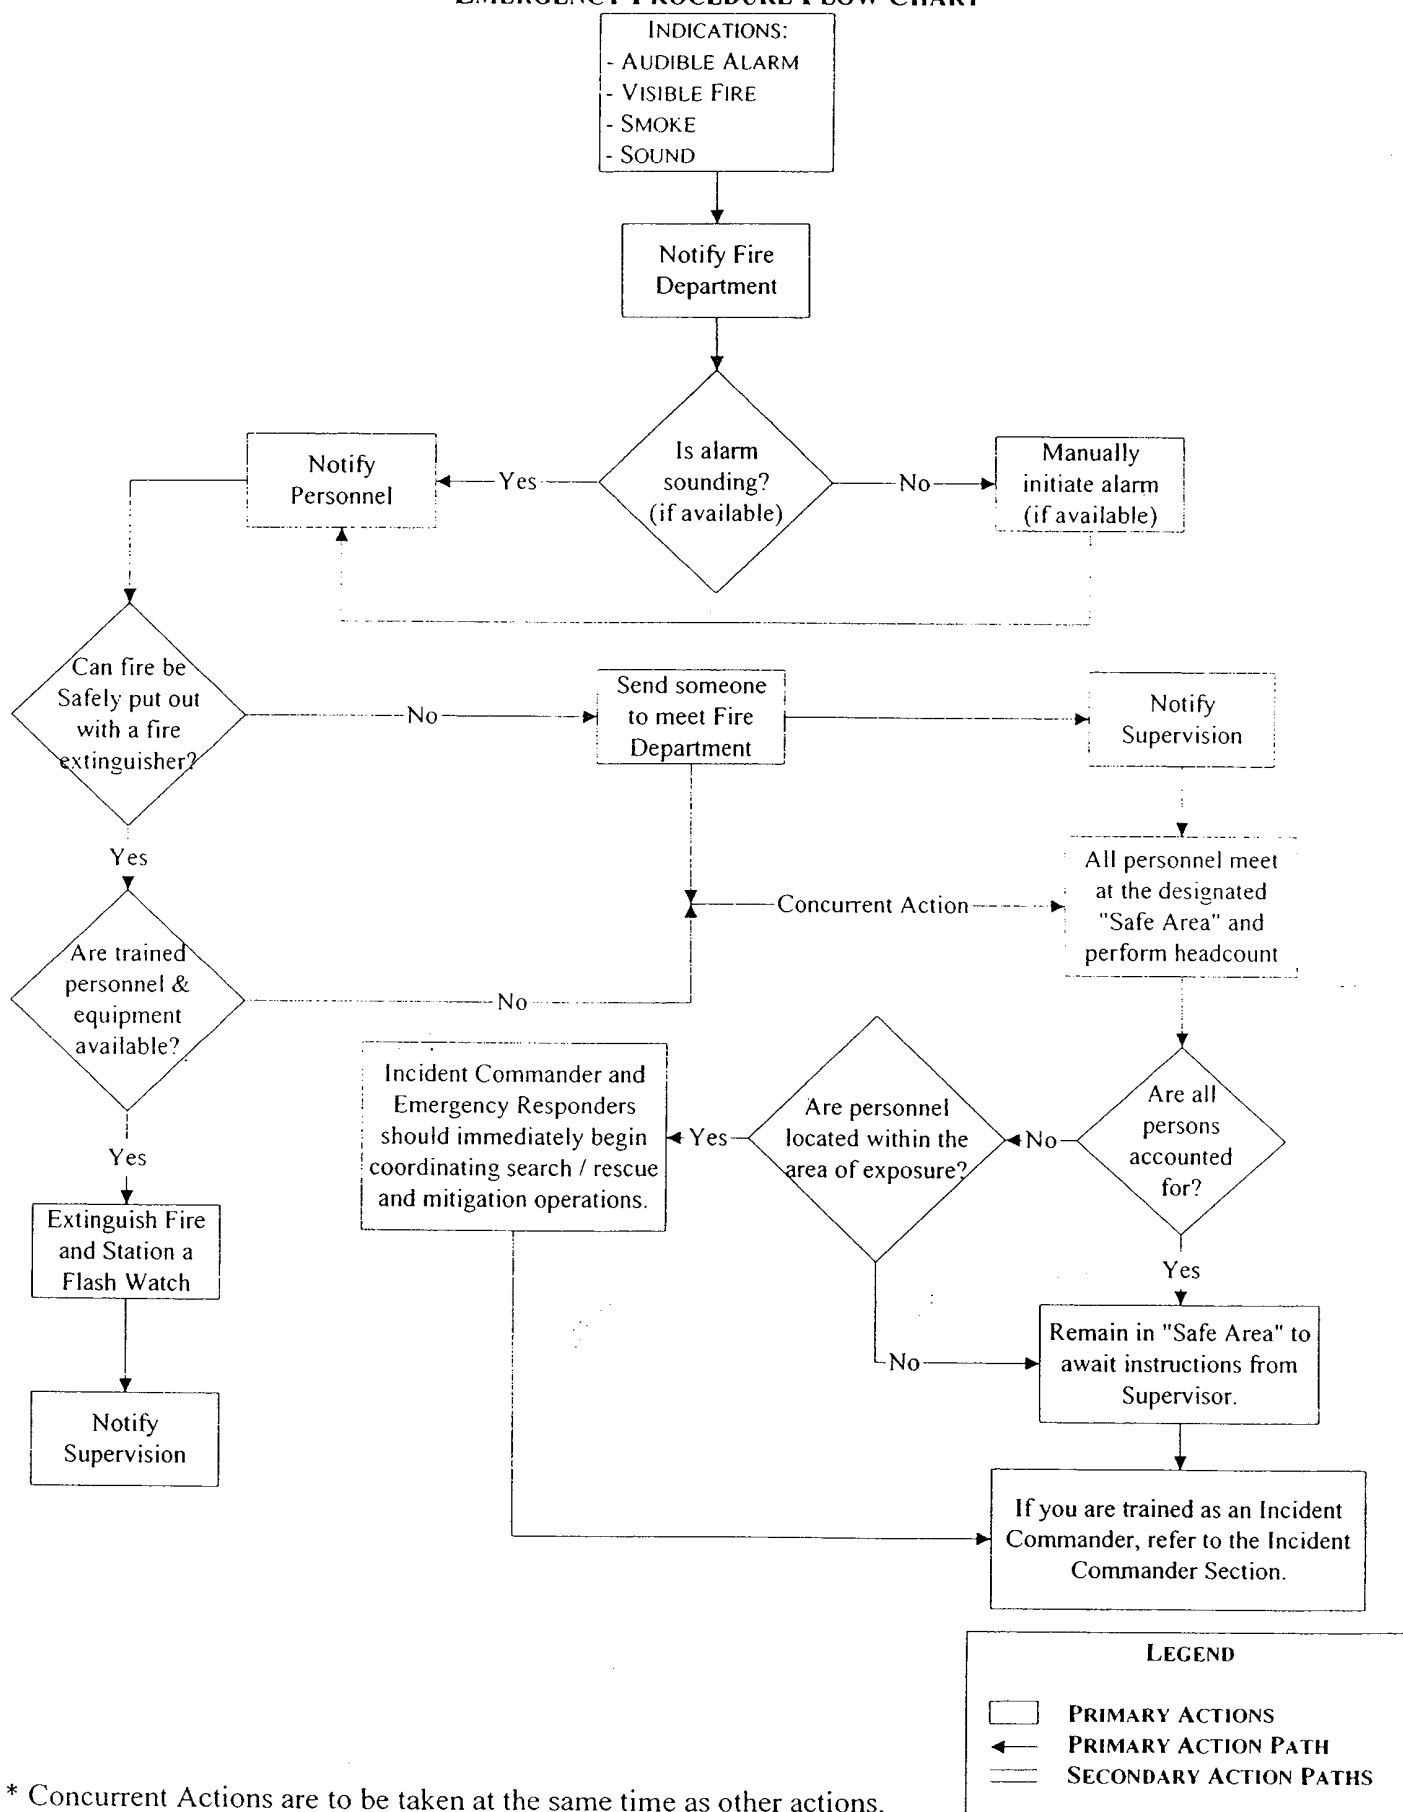 EMERGENCY PROCEDURE FLOW CHART
INDICATIONS:
- AUDIBLE ALARM
- VISIBLE FIRE
- SMOKE
- SOUND
Notify Fire
Department
Is alarm
sounding?
(if available)
Yes
No
Notify
Personnel
Manually
initiate alarm
(if available)
Can fire be
Safely put out
with a fire
extinguisher?
No
Send someone
to meet Fire
Department
Notify
Supervision
Yes
Concurrent Action
All personnel meet
at the designated
"Safe Area" and
perform headcount
Are trained
personnel &
equipment
available?
No
Incident Commander and
Emergency Responders
should immediately begin
coordinating search / rescue
and mitigation operations.
Yes
Are personnel
located within the
area of exposure?
No
Are all
persons
accounted
for?
Yes
Extinguish Fire
and Station a
Flash Watch
Yes
No
Remain in "Safe Area" to
await instructions from
Supervisor.
Notify
Supervision
If you are trained as an Incident
Commander, refer to the Incident
Commander Section.
LEGEND
PRIMARY ACTIONS
PRIMARY ACTION PATH
SECONDARY ACTION PATHS
* Concurrent Actions are to be taken at the same time as other actions.